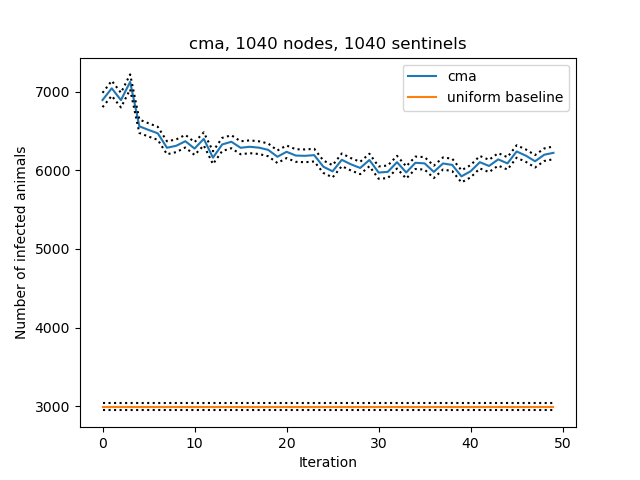 cma, 1040 nodes, 1040 sentinels
cma
uniform baseline
Number of infected animals
7000
6000
5000
4000
3000
0 10 20 30 40 50
Iteration